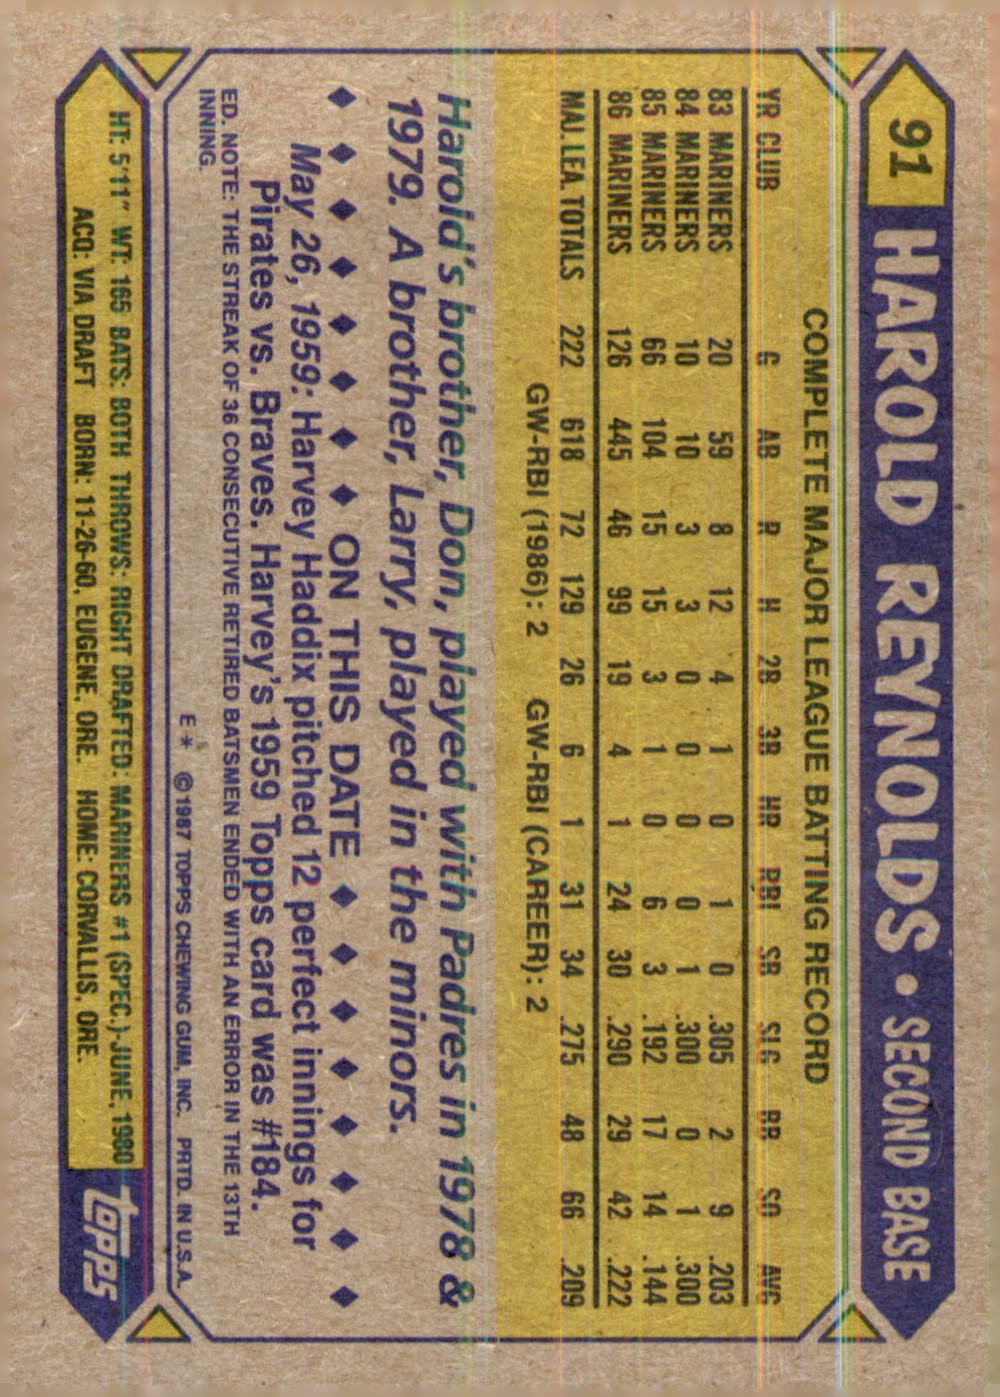 91 HAROLD REYNOLDS • SECOND BASE
COMPLETE MAJOR LEAGUE BATTING RECORD
YR CLUB G AB R H 2B 3B HR RBI SB SLG BB SO AVG
83 MARINERS 20 59 8 12 4 1 0 1 0 .305 2 9 .203
84 MARINERS 10 10 3 3 0 0 0 0 1 .300 0 1 .300
85 MARINERS 66 104 15 15 3 1 0 6 3 .192 17 14 .144
86 MARINERS 126 445 46 99 19 4 1 24 30 .290 29 42 .222
MAJ. LEA. TOTALS 222 618 72 129 26 6 1 31 34 .275 48 66 .209
GW-RBI (1986): 2 GW-RBI (CAREER): 2
Harold's brother, Don, played with Padres in 1978 &
1979. A brother, Larry, played in the minors.
ON THIS DATE
May 26, 1959: Harvey Haddix pitched 12 perfect innings for
Pirates vs. Braves. Harvey's 1959 Topps card was #184.
ED. NOTE: THE STREAK OF 36 CONSECUTIVE RETIRED BATSMEN ENDED WITH AN ERROR IN THE 13TH
INNING.
E * © 1987 TOPPS CHEWING GUM, INC. PRTD. IN U.S.A.
HT: 5'11" WT: 165 BATS: BOTH THROWS: RIGHT DRAFTED: MARINERS #1 (SPEC.)-JUNE, 1980
ACQ: VIA DRAFT BORN: 11-26-60, EUGENE, ORE. HOME: CORVALLIS, ORE.
topps